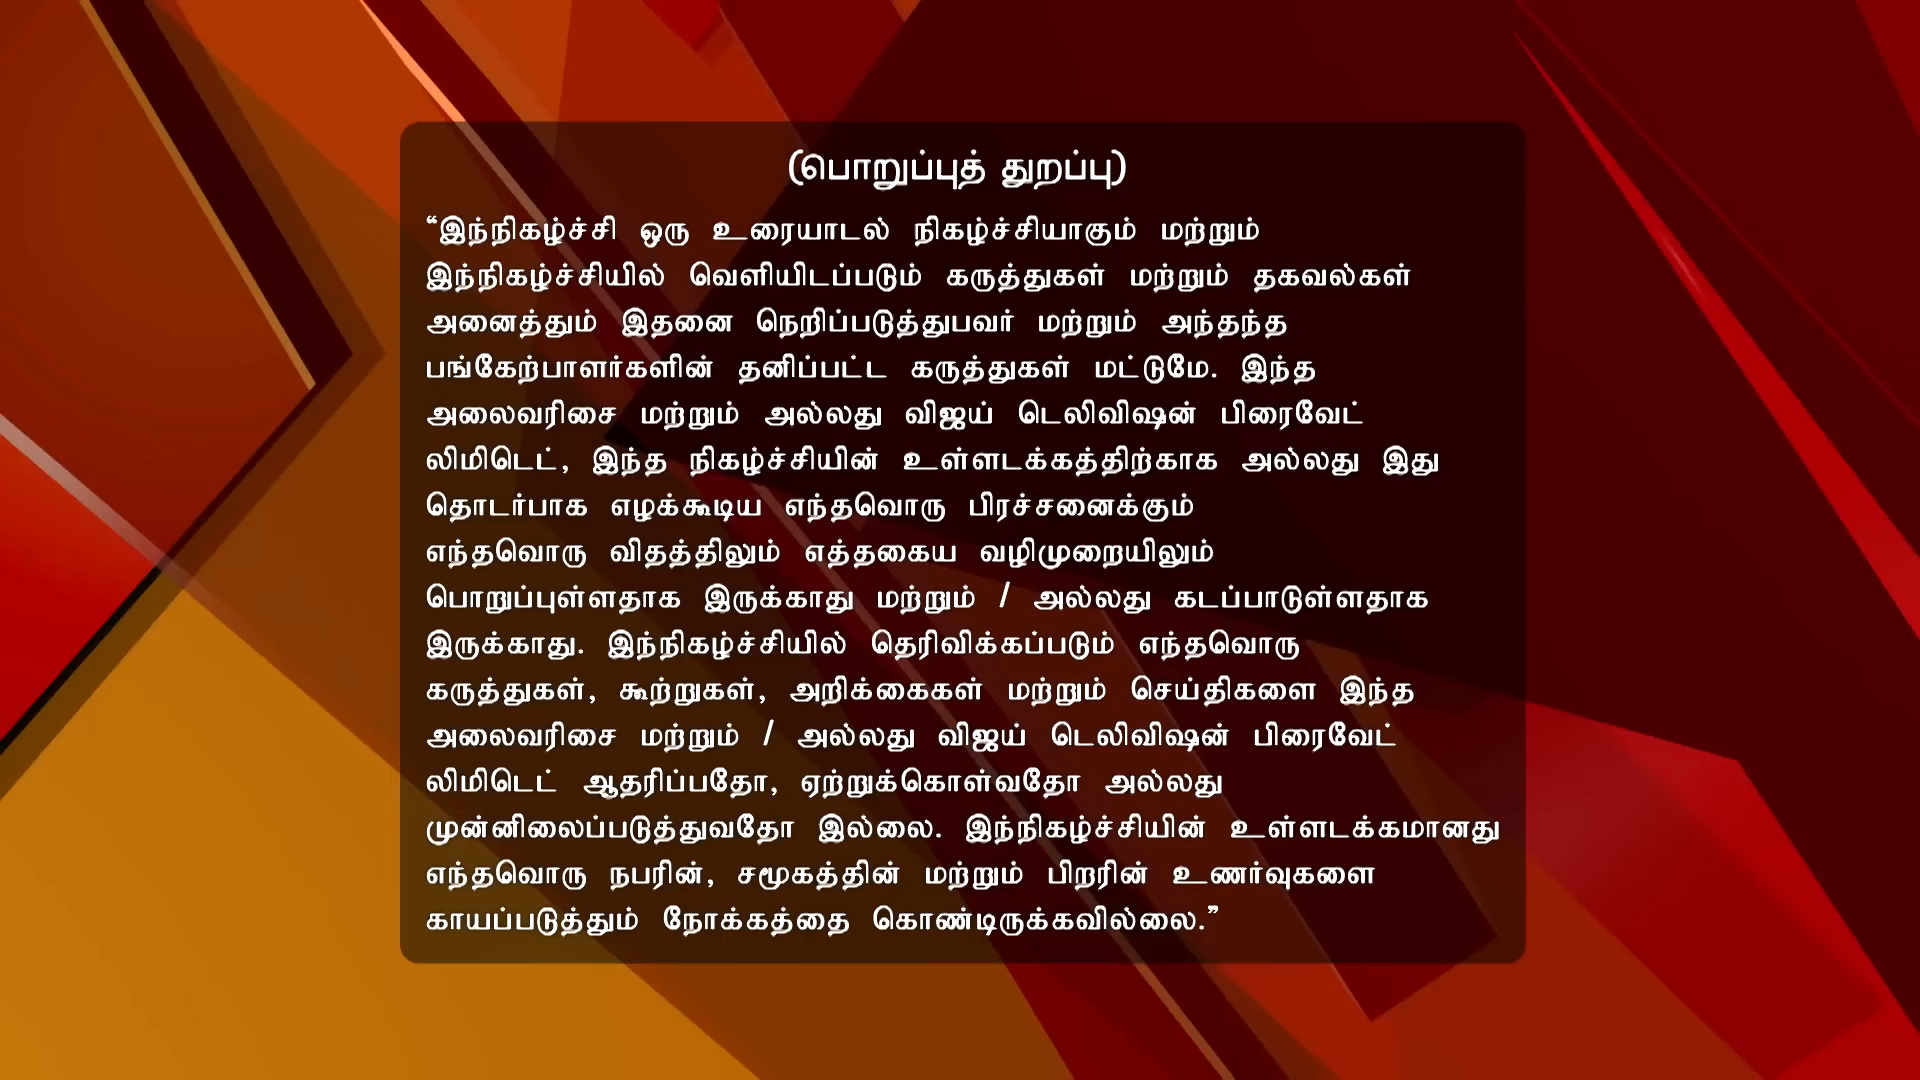 (பொறுப்புத் துறப்பு)
“இந்நிகழ்ச்சி ஒரு உரையாடல் நிகழ்ச்சியாகும் மற்றும்
இந்நிகழ்ச்சியில் வெளியிடப்படும் கருத்துகள் மற்றும் தகவல்கள்
அனைத்தும் இதனை நெறிப்படுத்துபவர் மற்றும் அந்தந்த
பங்கேற்பாளர்களின் தனிப்பட்ட கருத்துகள் மட்டுமே. இந்த
அலைவரிசை மற்றும் அல்லது விஜய் டெலிவிஷன் பிரைவேட்
லிமிடெட், இந்த நிகழ்ச்சியின் உள்ளடக்கத்திற்காக அல்லது இது
தொடர்பாக எழக்கூடிய எந்தவொரு பிரச்சனைக்கும்
எந்தவொரு விதத்திலும் எத்தகைய வழிமுறையிலும்
பொறுப்புள்ளதாக இருக்காது மற்றும் / அல்லது கடப்பாடுள்ளதாக
இருக்காது. இந்நிகழ்ச்சியில் தெரிவிக்கப்படும் எந்தவொரு
கருத்துகள், கூற்றுகள், அறிக்கைகள் மற்றும் செய்திகளை இந்த
அலைவரிசை மற்றும் / அல்லது விஜய் டெலிவிஷன் பிரைவேட்
லிமிடெட் ஆதரிப்பதோ, ஏற்றுக்கொள்வதோ அல்லது
முன்னிலைப்படுத்துவதோ இல்லை. இந்நிகழ்ச்சியின் உள்ளடக்கமானது
எந்தவொரு நபரின், சமூகத்தின் மற்றும் பிறரின் உணர்வுகளை
காயப்படுத்தும் நோக்கத்தை கொண்டிருக்கவில்லை.”